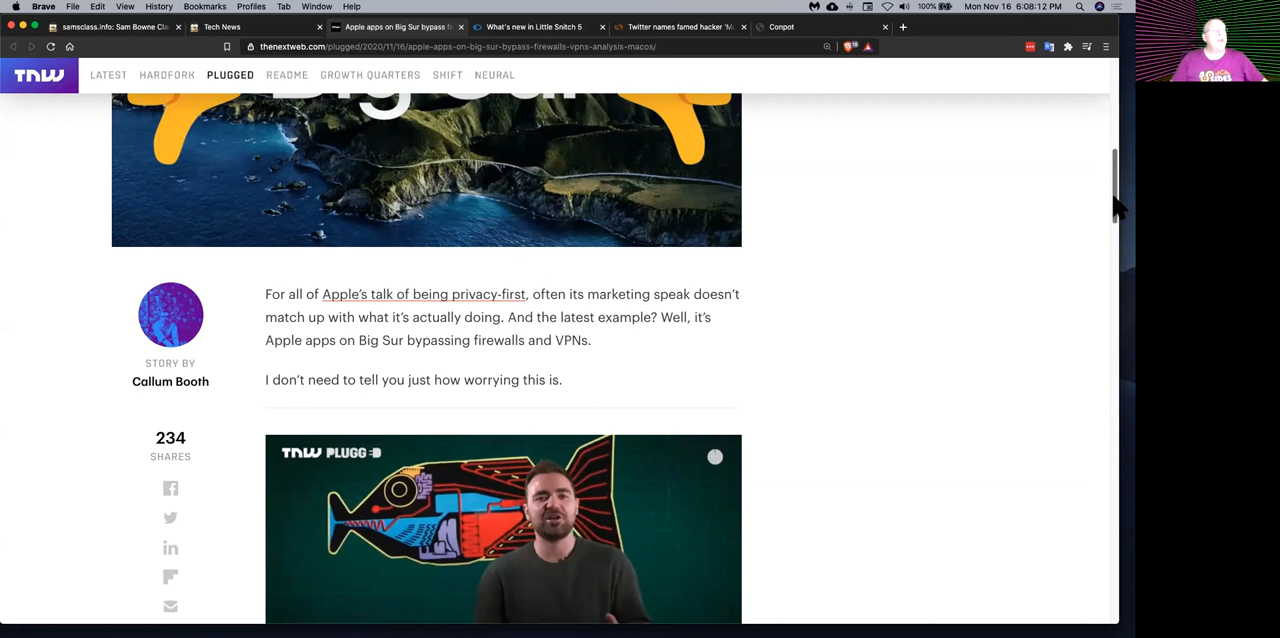 Brave File Edit View History Bookmarks Profiles Tab Window Help 100% Mon Nov 16 6:08:12 PM
samsclass.info: Sam Bowne Cla Tech News Apple apps on Big Sur bypass fi What's new in Little Snitch 5 Twitter names famed hacker 'Mu Conpot
thenextweb.com/plugged/2020/11/16/apple-apps-on-big-sur-bypass-firewalls-vpns-analysis-macos/
TNW LATEST HARDFORK PLUGGED README GROWTH QUARTERS SHIFT NEURAL
Big Sur
For all of Apple's talk of being privacy-first, often its marketing speak doesn't
match up with what it's actually doing. And the latest example? Well, it's
Apple apps on Big Sur bypassing firewalls and VPNs.
I don't need to tell you just how worrying this is.
STORY BY
Callum Booth
234
SHARES
TNW PLUGG D